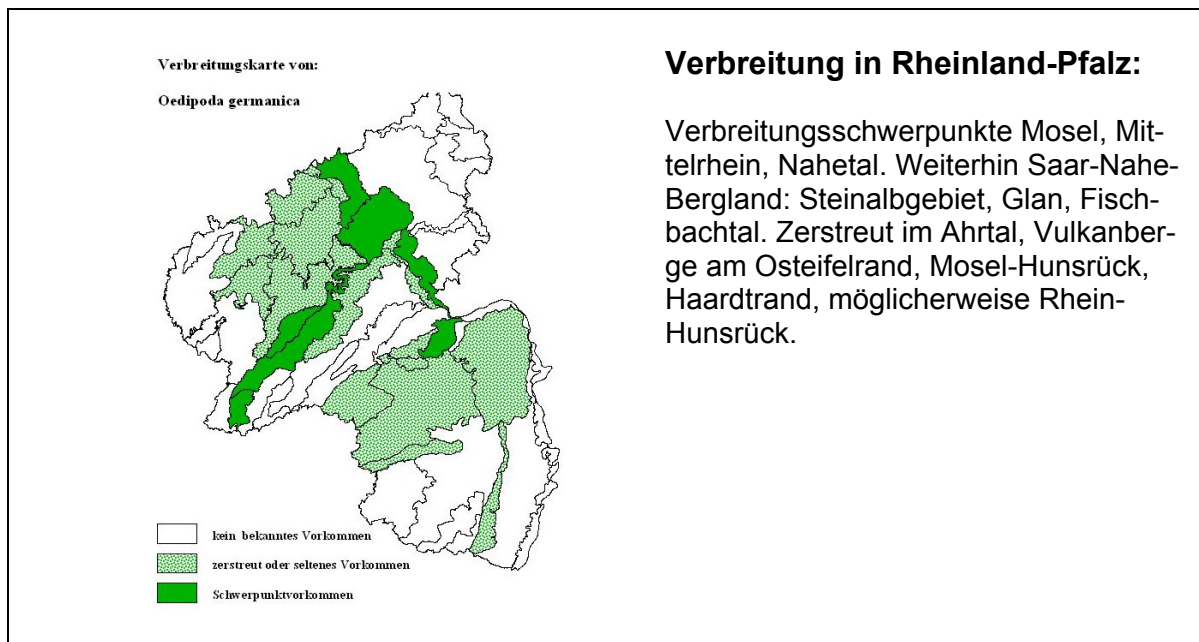 Verbreitungskarte von:
Oedipoda germanica
kein bekanntes Vorkommen
zerstreut oder seltenes Vorkommen
Schwerpunktvorkommen
Verbreitung in Rheinland-Pfalz:
Verbreitungsschwerpunkte Mosel, Mit-
telrhein, Nahetal. Weiterhin Saar-Nahe-
Bergland: Steinalbgebiet, Glan, Fisch-
bachtal. Zerstreut im Ahrtal, Vulkanber-
ge am Osteifelrand, Mosel-Hunsrück,
Haardtrand, möglicherweise Rhein-
Hunsrück.